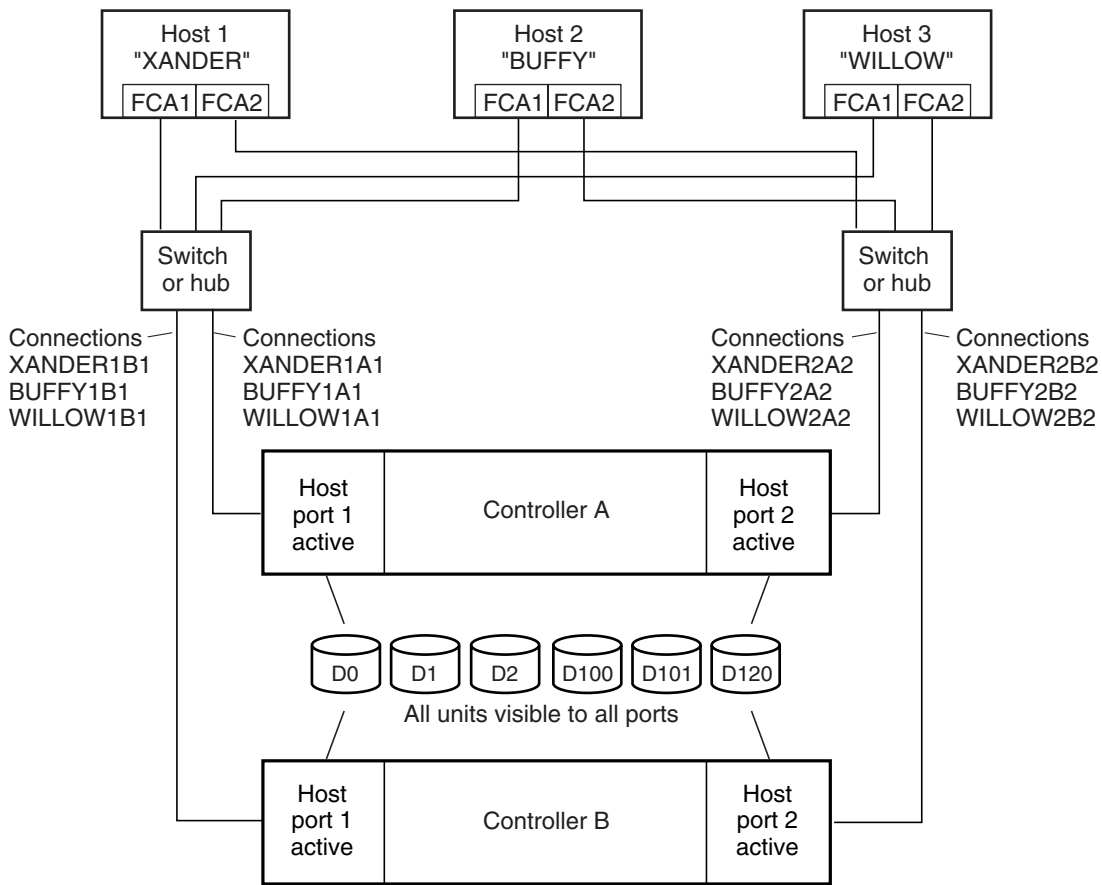 Host 1
"XANDER"
FCA1 FCA2
Host 2
"BUFFY"
FCA1 FCA2
Host 3
"WILLOW"
FCA1 FCA2
Switch
or hub
Switch
or hub
Connections
XANDER1B1
BUFFY1B1
WILLOW1B1
Connections
XANDER1A1
BUFFY1A1
WILLOW1A1
Connections
XANDER2A2
BUFFY2A2
WILLOW2A2
Connections
XANDER2B2
BUFFY2B2
WILLOW2B2
Host
port 1
active
Controller A
Host
port 2
active
D0 D1 D2 D100 D101 D120
All units visible to all ports
Host
port 1
active
Controller B
Host
port 2
active